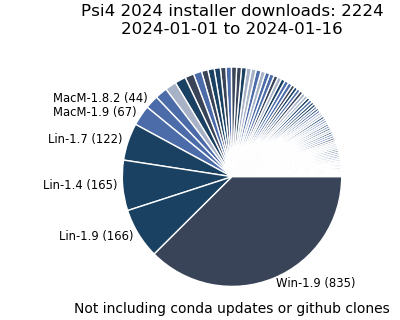 Psi4 2024 installer downloads: 2224
2024-01-01 to 2024-01-16
MacM-1.8.2 (44)
MacM-1.9 (67)
Lin-1.7 (122)
Lin-1.4 (165)
Lin-1.9 (166)
Win-1.9 (835)
Not including conda updates or github clones